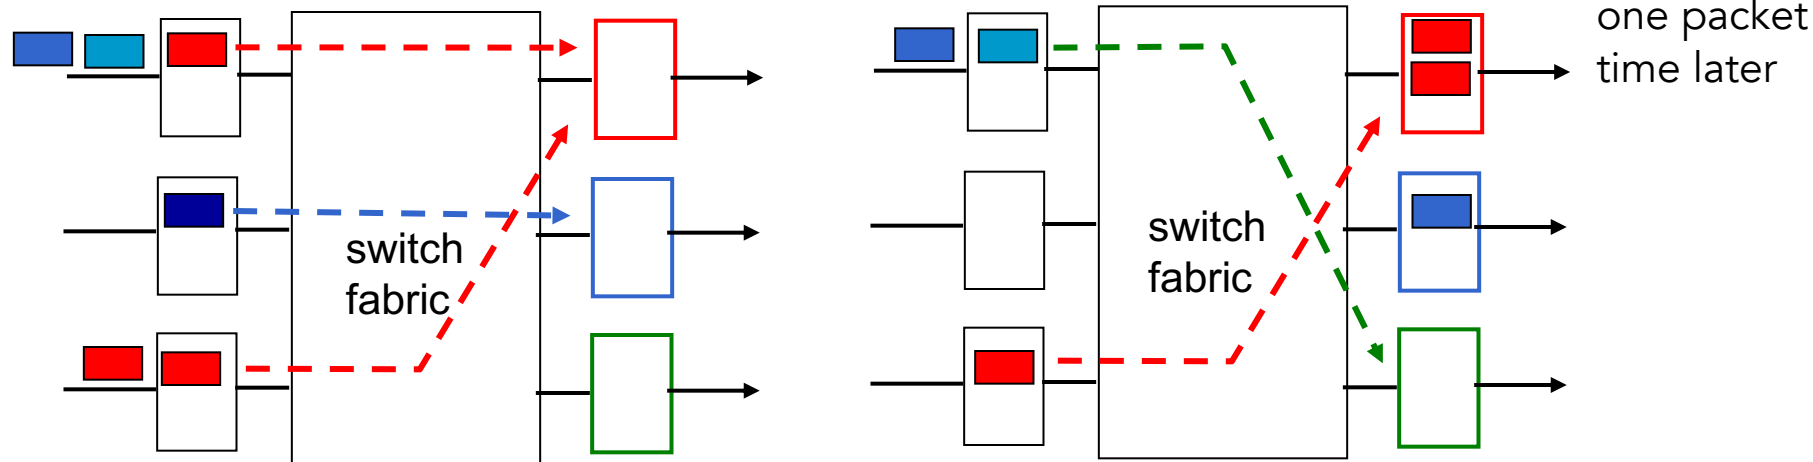 switch
fabric
switch
fabric
one packet
time later